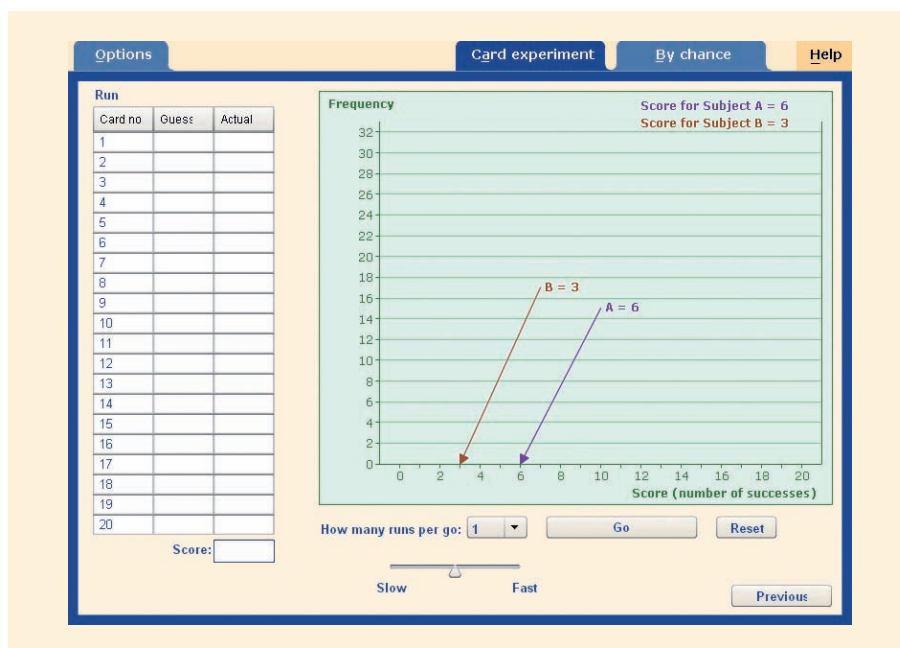 Options
Card experiment
By chance
Help
Run
Card no Guess Actual
1
2
3
4
5
6
7
8
9
10
11
12
13
14
15
16
17
18
19
20
Score:
Frequency
Score for Subject A = 6
Score for Subject B = 3
32
30
28
26
24
22
20
18
16
14
12
10
8
6
4
2
0
B = 3
A = 6
0 2 4 6 8 10 12 14 16 18 20
Score (number of successes)
How many runs per go: 1
Go
Reset
Slow Fast
Previous